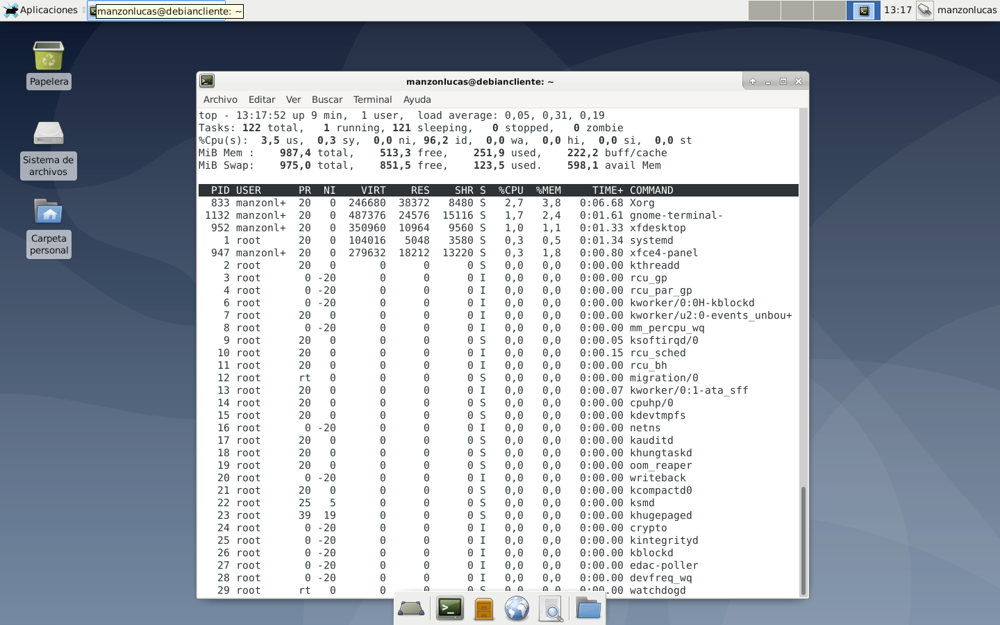 Aplicaciones
manzonlucas@debiancliente: ~
13:17
manzonlucas
Papelera
Sistema de
archivos
Carpeta
personal
manzonlucas@debiancliente: ~
Archivo Editar Ver Buscar Terminal Ayuda
top - 13:17:52 up 9 min,  1 user,  load average: 0,05, 0,31, 0,19
Tasks: 122 total,   1 running, 121 sleeping,   0 stopped,   0 zombie
%Cpu(s):  3,5 us,  0,3 sy,  0,0 ni, 96,2 id,  0,0 wa,  0,0 hi,  0,0 si,  0,0 st
MiB Mem :    987,4 total,    513,3 free,    251,9 used,    222,2 buff/cache
MiB Swap:    975,0 total,    851,5 free,    123,5 used.    598,1 avail Mem
PID USER      PR  NI    VIRT    RES    SHR S  %CPU  %MEM     TIME+ COMMAND
833 manzonl+  20   0  246680  38372   8480 S   2,7   3,8   0:06.68 Xorg
1132 manzonl+  20   0  487376  24576  15116 S   1,7   2,4   0:01.61 gnome-terminal-
952 manzonl+  20   0  350960  10964   9560 S   1,0   1,1   0:01.33 xfdesktop
1 root      20   0  104016   5048   3580 S   0,3   0,5   0:01.34 systemd
947 manzonl+  20   0  279632  18212  13220 S   0,3   1,8   0:00.80 xfce4-panel
2 root      20   0       0      0      0 S   0,0   0,0   0:00.00 kthreadd
3 root       0 -20       0      0      0 I   0,0   0,0   0:00.00 rcu_gp
4 root       0 -20       0      0      0 I   0,0   0,0   0:00.00 rcu_par_gp
6 root       0 -20       0      0      0 I   0,0   0,0   0:00.00 kworker/0:0H-kblockd
7 root      20   0       0      0      0 I   0,0   0,0   0:00.00 kworker/u2:0-events_unbou+
8 root       0 -20       0      0      0 I   0,0   0,0   0:00.00 mm_percpu_wq
9 root      20   0       0      0      0 S   0,0   0,0   0:00.05 ksoftirqd/0
10 root      20   0       0      0      0 I   0,0   0,0   0:00.15 rcu_sched
11 root      20   0       0      0      0 I   0,0   0,0   0:00.00 rcu_bh
12 root      rt   0       0      0      0 S   0,0   0,0   0:00.00 migration/0
13 root      20   0       0      0      0 I   0,0   0,0   0:00.07 kworker/0:1-ata_sff
14 root      20   0       0      0      0 S   0,0   0,0   0:00.00 cpuhp/0
15 root      20   0       0      0      0 S   0,0   0,0   0:00.00 kdevtmpfs
16 root       0 -20       0      0      0 I   0,0   0,0   0:00.00 netns
17 root      20   0       0      0      0 S   0,0   0,0   0:00.00 kauditd
18 root      20   0       0      0      0 S   0,0   0,0   0:00.00 khungtaskd
19 root      20   0       0      0      0 S   0,0   0,0   0:00.00 oom_reaper
20 root       0 -20       0      0      0 I   0,0   0,0   0:00.00 writeback
21 root      20   0       0      0      0 S   0,0   0,0   0:00.00 kcompactd0
22 root      25   5       0      0      0 S   0,0   0,0   0:00.00 ksmd
23 root      39  19       0      0      0 S   0,0   0,0   0:00.00 khugepaged
24 root       0 -20       0      0      0 I   0,0   0,0   0:00.00 crypto
25 root       0 -20       0      0      0 I   0,0   0,0   0:00.00 kintegrityd
26 root       0 -20       0      0      0 I   0,0   0,0   0:00.00 kblockd
27 root       0 -20       0      0      0 I   0,0   0,0   0:00.00 edac-poller
28 root       0 -20       0      0      0 I   0,0   0,0   0:00.00 devfreq_wq
29 root      rt   0       0      0      0 S   0,0   0,0   0:00.00 watchdogd